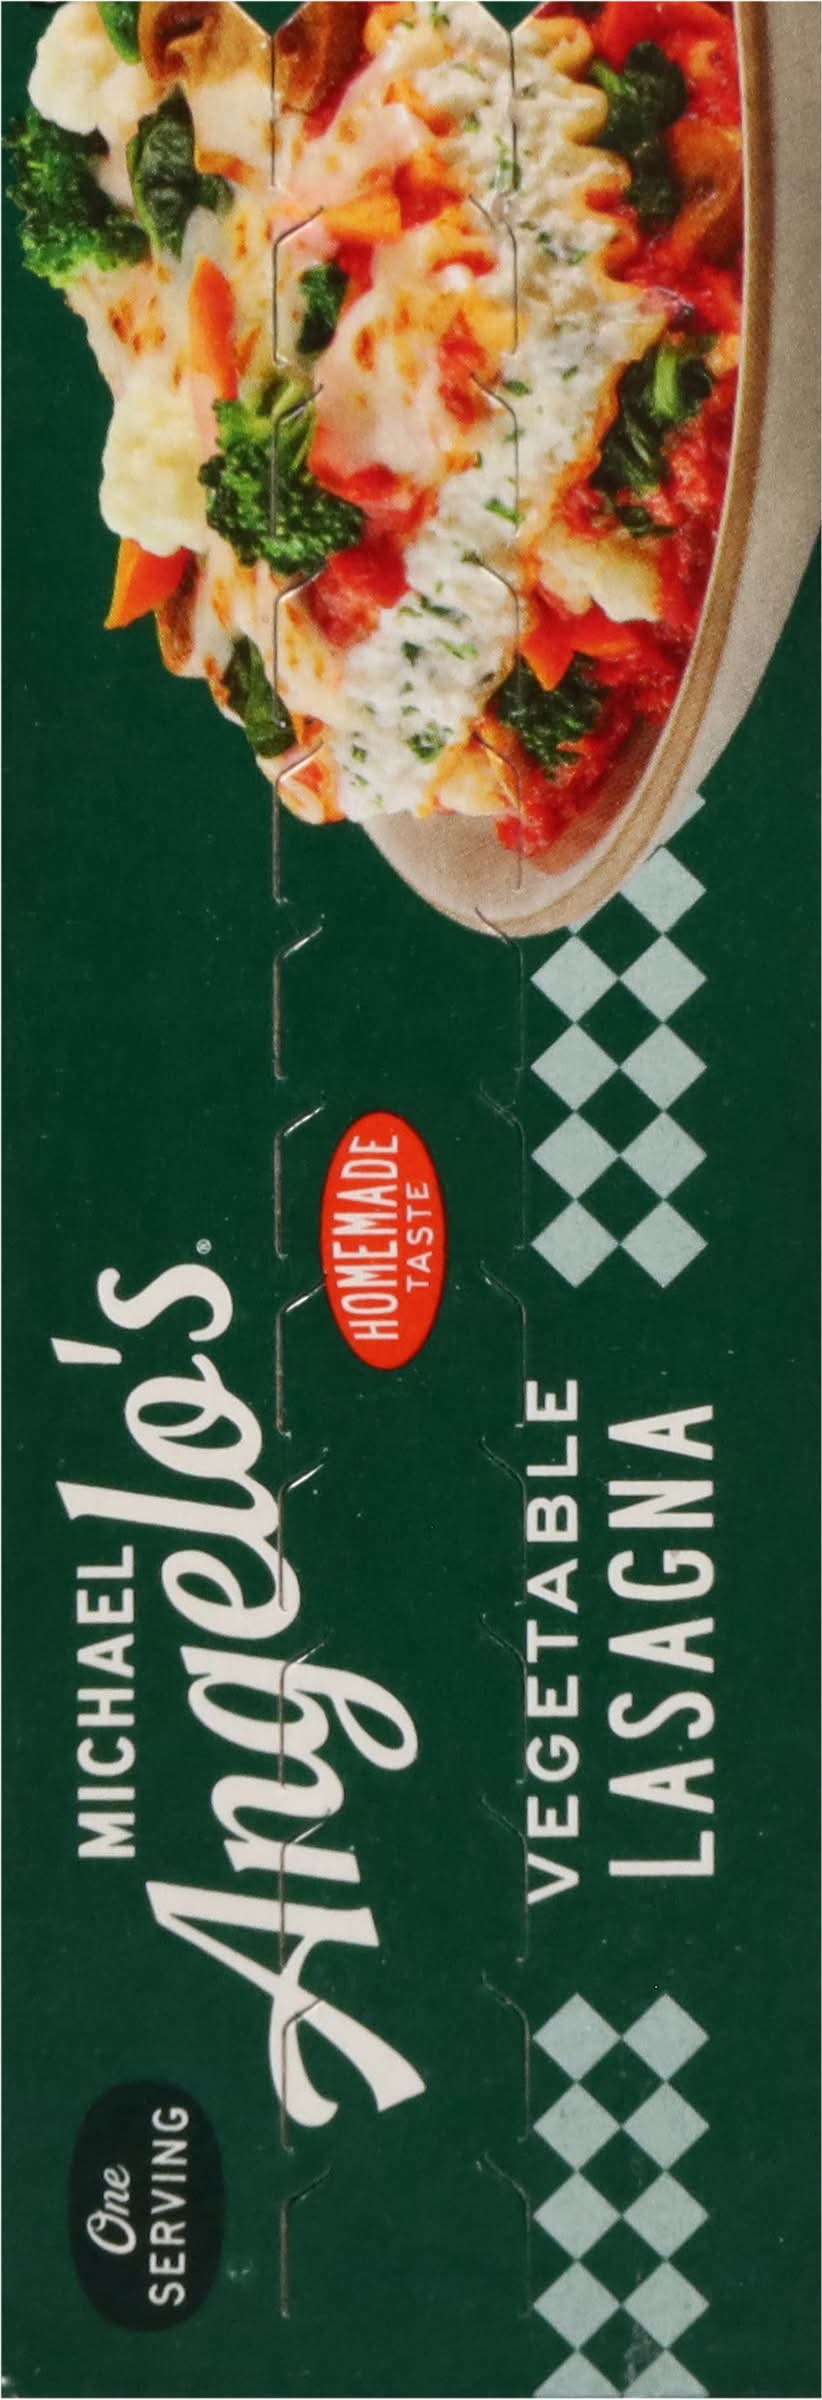 One
SERVING
MICHAEL
Angelo's®
HOMEMADE
TASTE
VEGETABLE
LASAGNA